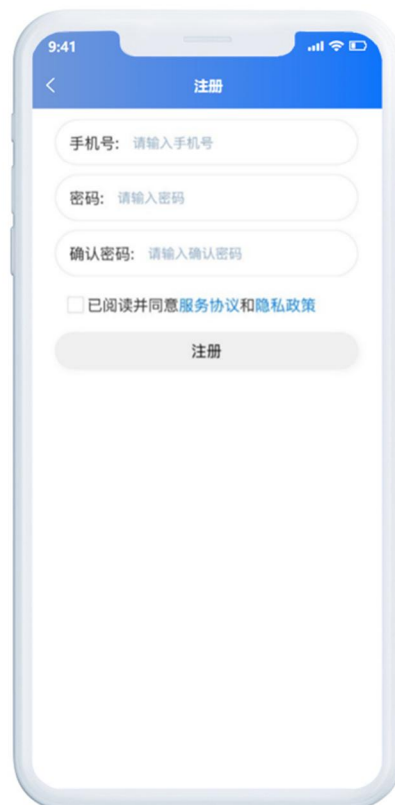 9:41
注册
手机号: 请输入手机号
密码: 请输入密码
确认密码: 请输入确认密码
已阅读并同意服务协议和隐私政策
注册